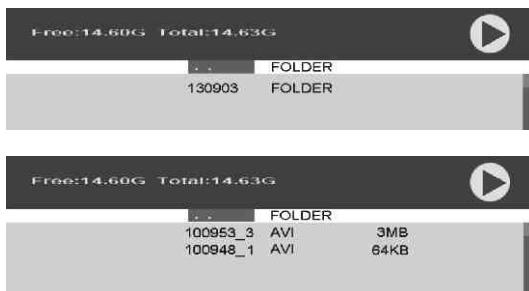 Free:14.60G Total:14.63G
. . FOLDER
130903 FOLDER
Free:14.60G Total:14.63G
. . FOLDER
100953_3 AVI 3MB
100948_1 AVI 64KB